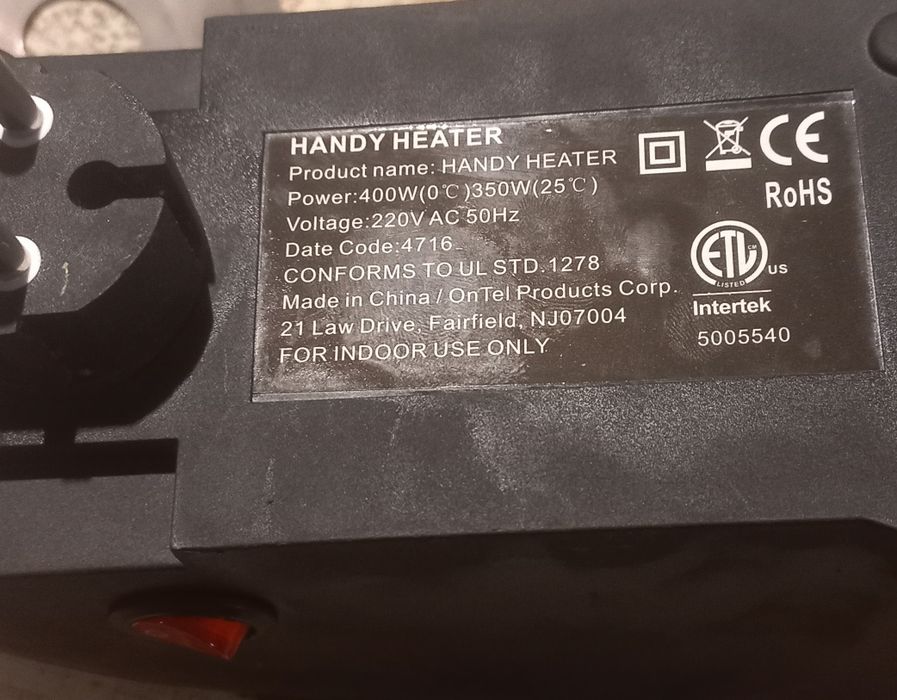 HANDY HEATER
Product name: HANDY HEATER
Power:400W(0℃)350W(25℃)
Voltage:220V AC 50Hz
Date Code:4716
CONFORMS TO UL STD.1278
Made in China / OnTel Products Corp.
21 Law Drive, Fairfield, NJ07004
FOR INDOOR USE ONLY
CE
RoHS
ETL CM
LISTED
US
Intertek
5005540